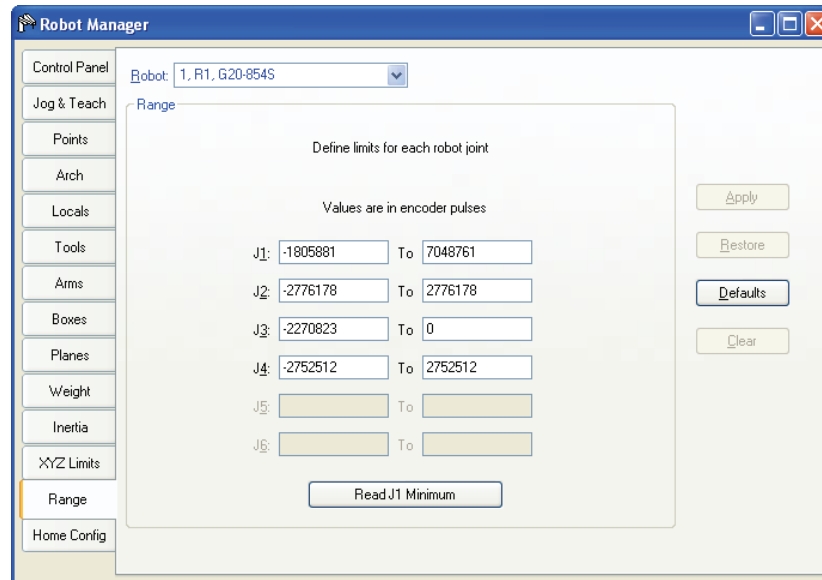 Robot Manager
Control Panel
Jog & Teach
Points
Arch
Locals
Tools
Arms
Boxes
Planes
Weight
Inertia
XYZ Limits
Range
Home Config
Robot: 1, R1, G20-854S
Range
Define limits for each robot joint
Values are in encoder pulses
J1: -1805881 To 7048761
J2: -2776178 To 2776178
J3: -2270823 To 0
J4: -2752512 To 2752512
J5: To
J6: To
Read J1 Minimum
Apply
Restore
Defaults
Clear